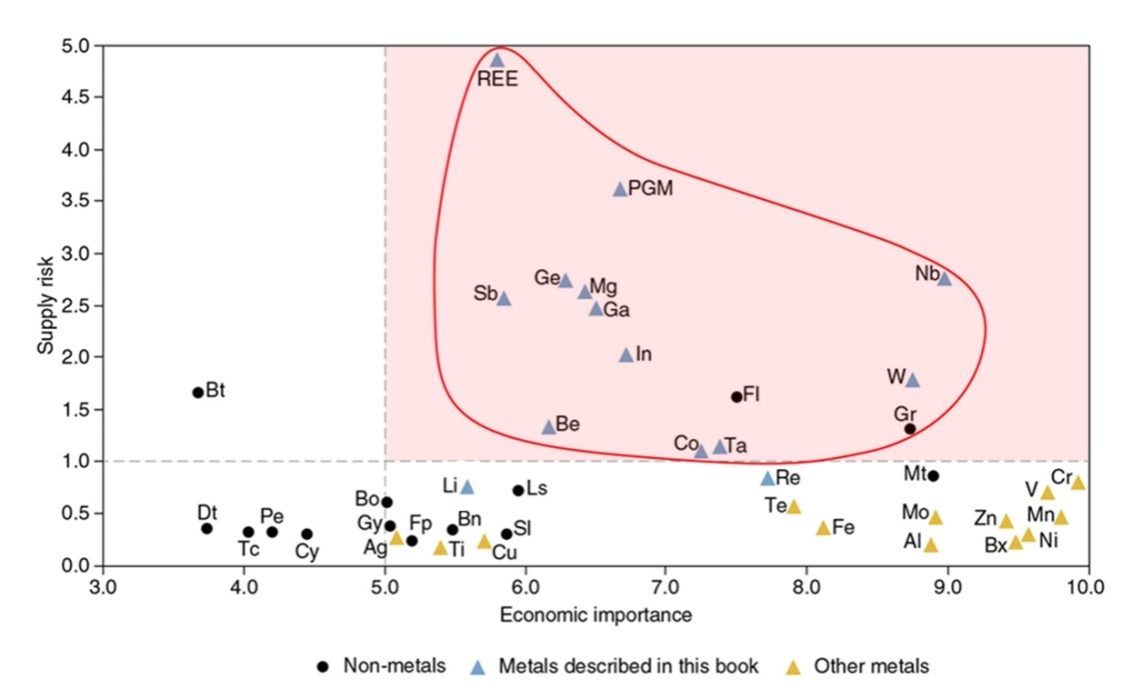 5.0
REE
4.5
4.0
PGM
3.5
3.0
Nb
Ge
Mg
Sb
2.5
Ga
Supply risk
In
2.0
W
Bt
Fl
1.5
Gr
Be
Co
Ta
1.0
Mt
Cr
Re
Li
Ls
V
Bo
Te
0.5
Dt
Pe
Gy
Fp
Bn
Sl
Fe
Mo
Zn
Mn
Tc
Cy
Ag
Ti
Cu
Al
Bx
Ni
0.0
3.0 4.0 5.0 6.0 7.0 8.0 9.0 10.0
Economic importance
Non-metals Metals described in this book Other metals